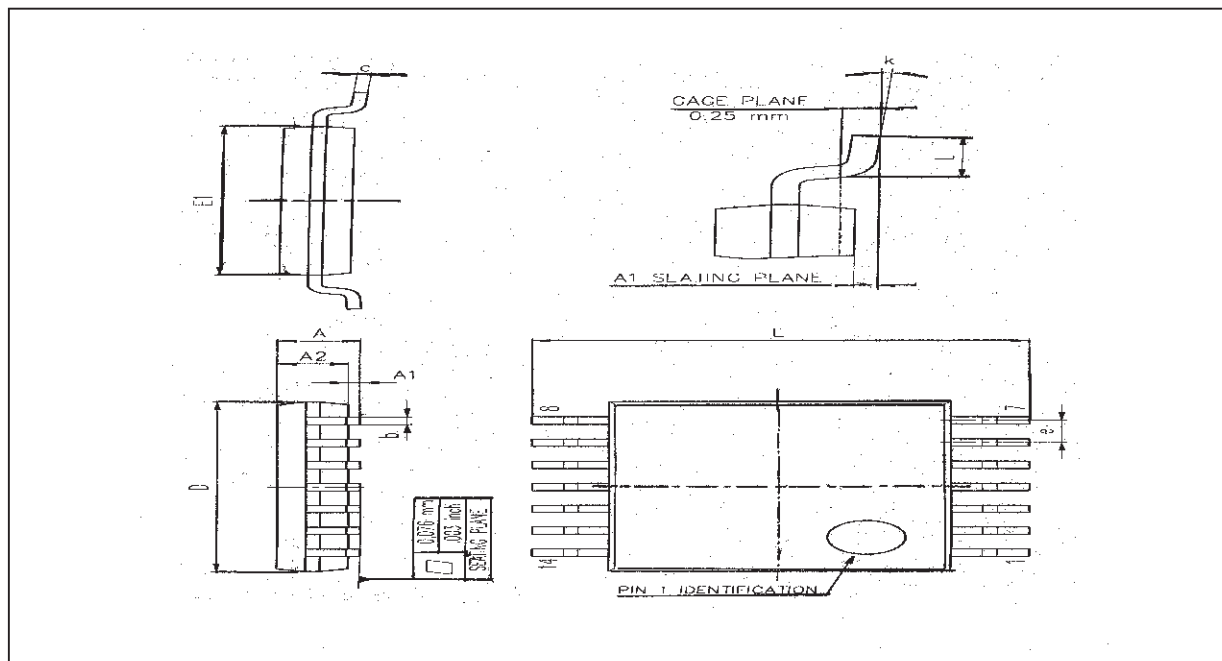 c
k
GAGE PLANE
0.25 mm
E1
L
A1 SEATING PLANE
A
A2
A1
b
D
0.076 mm
.003 inch
SEATING PLANE
E
8
7
e
14
1
PIN 1 IDENTIFICATION